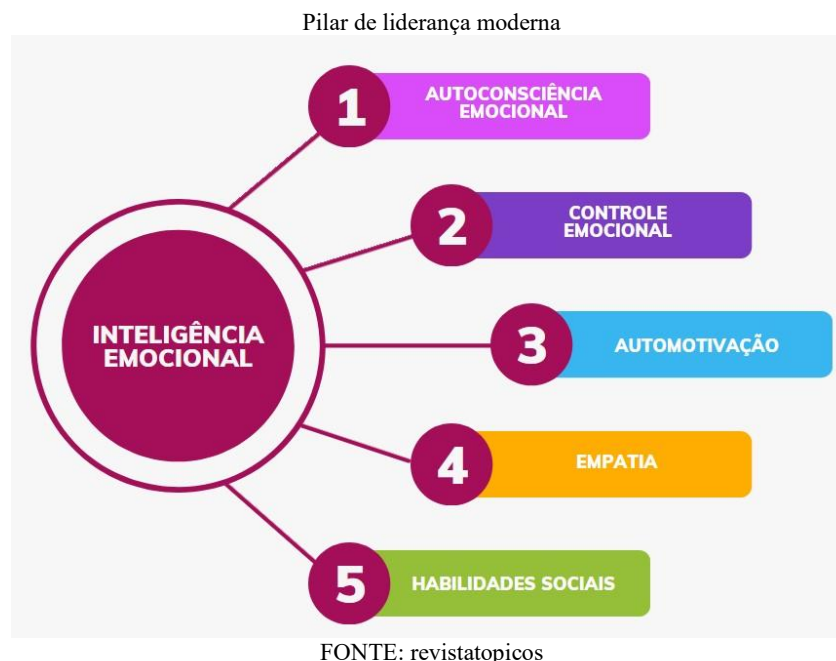 Pilar de liderança moderna
1
AUTOCONSCIÊNCIA
EMOCIONAL
2
CONTROLE
EMOCIONAL
INTELIGÊNCIA
EMOCIONAL
3
AUTOMOTIVAÇÃO
4
EMPATIA
5
HABILIDADES SOCIAIS
FONTE: revistatopicos